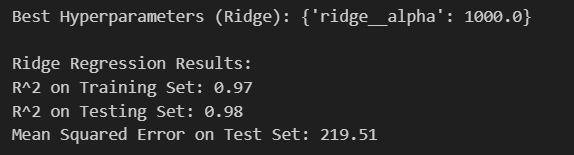 Best Hyperparameters (Ridge): {'ridge__alpha': 1000.0}
Ridge Regression Results:
R^2 on Training Set: 0.97
R^2 on Testing Set: 0.98
Mean Squared Error on Test Set: 219.51